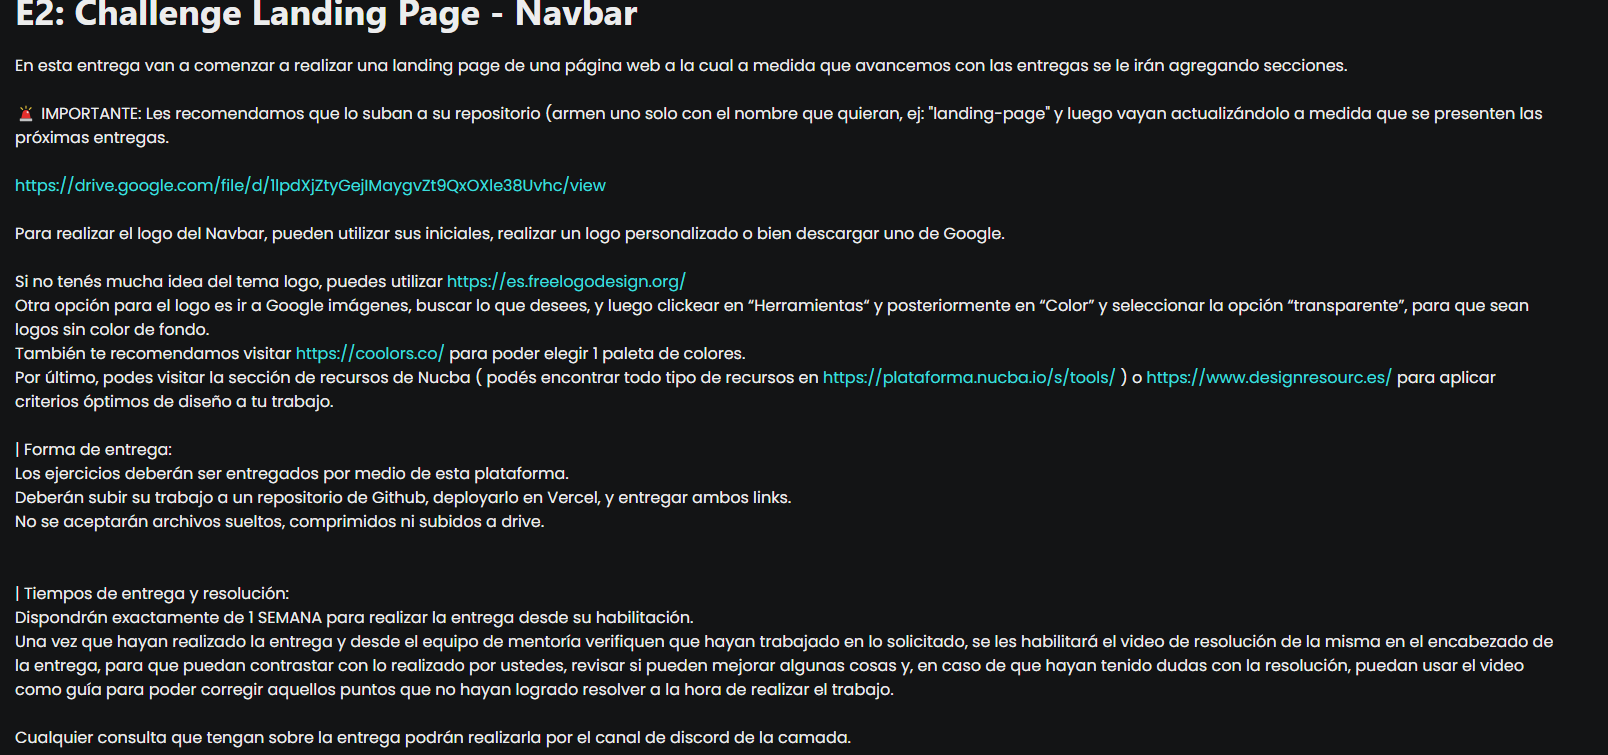 E2: Challenge Landing Page - Navbar
En esta entrega van a comenzar a realizar una landing page de una página web a la cual a medida que avancemos con las entregas se le irán agregando secciones.
🚨 IMPORTANTE: Les recomendamos que lo suban a su repositorio (armen uno solo con el nombre que quieran, ej: "landing-page" y luego vayan actualizándolo a medida que se presenten las
próximas entregas.
https://drive.google.com/file/d/1lpdXjZtyGejIMaygvZt9QxOXle38Uvhc/view
Para realizar el logo del Navbar, pueden utilizar sus iniciales, realizar un logo personalizado o bien descargar uno de Google.
Si no tenés mucha idea del tema logo, puedes utilizar https://es.freelogodesign.org/
Otra opción para el logo es ir a Google imágenes, buscar lo que desees, y luego clickear en “Herramientas“ y posteriormente en “Color” y seleccionar la opción “transparente”, para que sean
logos sin color de fondo.
También te recomendamos visitar https://coolors.co/ para poder elegir 1 paleta de colores.
Por último, podes visitar la sección de recursos de Nucba ( podés encontrar todo tipo de recursos en https://plataforma.nucba.io/s/tools/ ) o https://www.designresourc.es/ para aplicar
criterios óptimos de diseño a tu trabajo.
| Forma de entrega:
Los ejercicios deberán ser entregados por medio de esta plataforma.
Deberán subir su trabajo a un repositorio de Github, deployarlo en Vercel, y entregar ambos links.
No se aceptarán archivos sueltos, comprimidos ni subidos a drive.
| Tiempos de entrega y resolución:
Dispondrán exactamente de 1 SEMANA para realizar la entrega desde su habilitación.
Una vez que hayan realizado la entrega y desde el equipo de mentoría verifiquen que hayan trabajado en lo solicitado, se les habilitará el video de resolución de la misma en el encabezado de
la entrega, para que puedan contrastar con lo realizado por ustedes, revisar si pueden mejorar algunas cosas y, en caso de que hayan tenido dudas con la resolución, puedan usar el video
como guía para poder corregir aquellos puntos que no hayan logrado resolver a la hora de realizar el trabajo.
Cualquier consulta que tengan sobre la entrega podrán realizarla por el canal de discord de la camada.